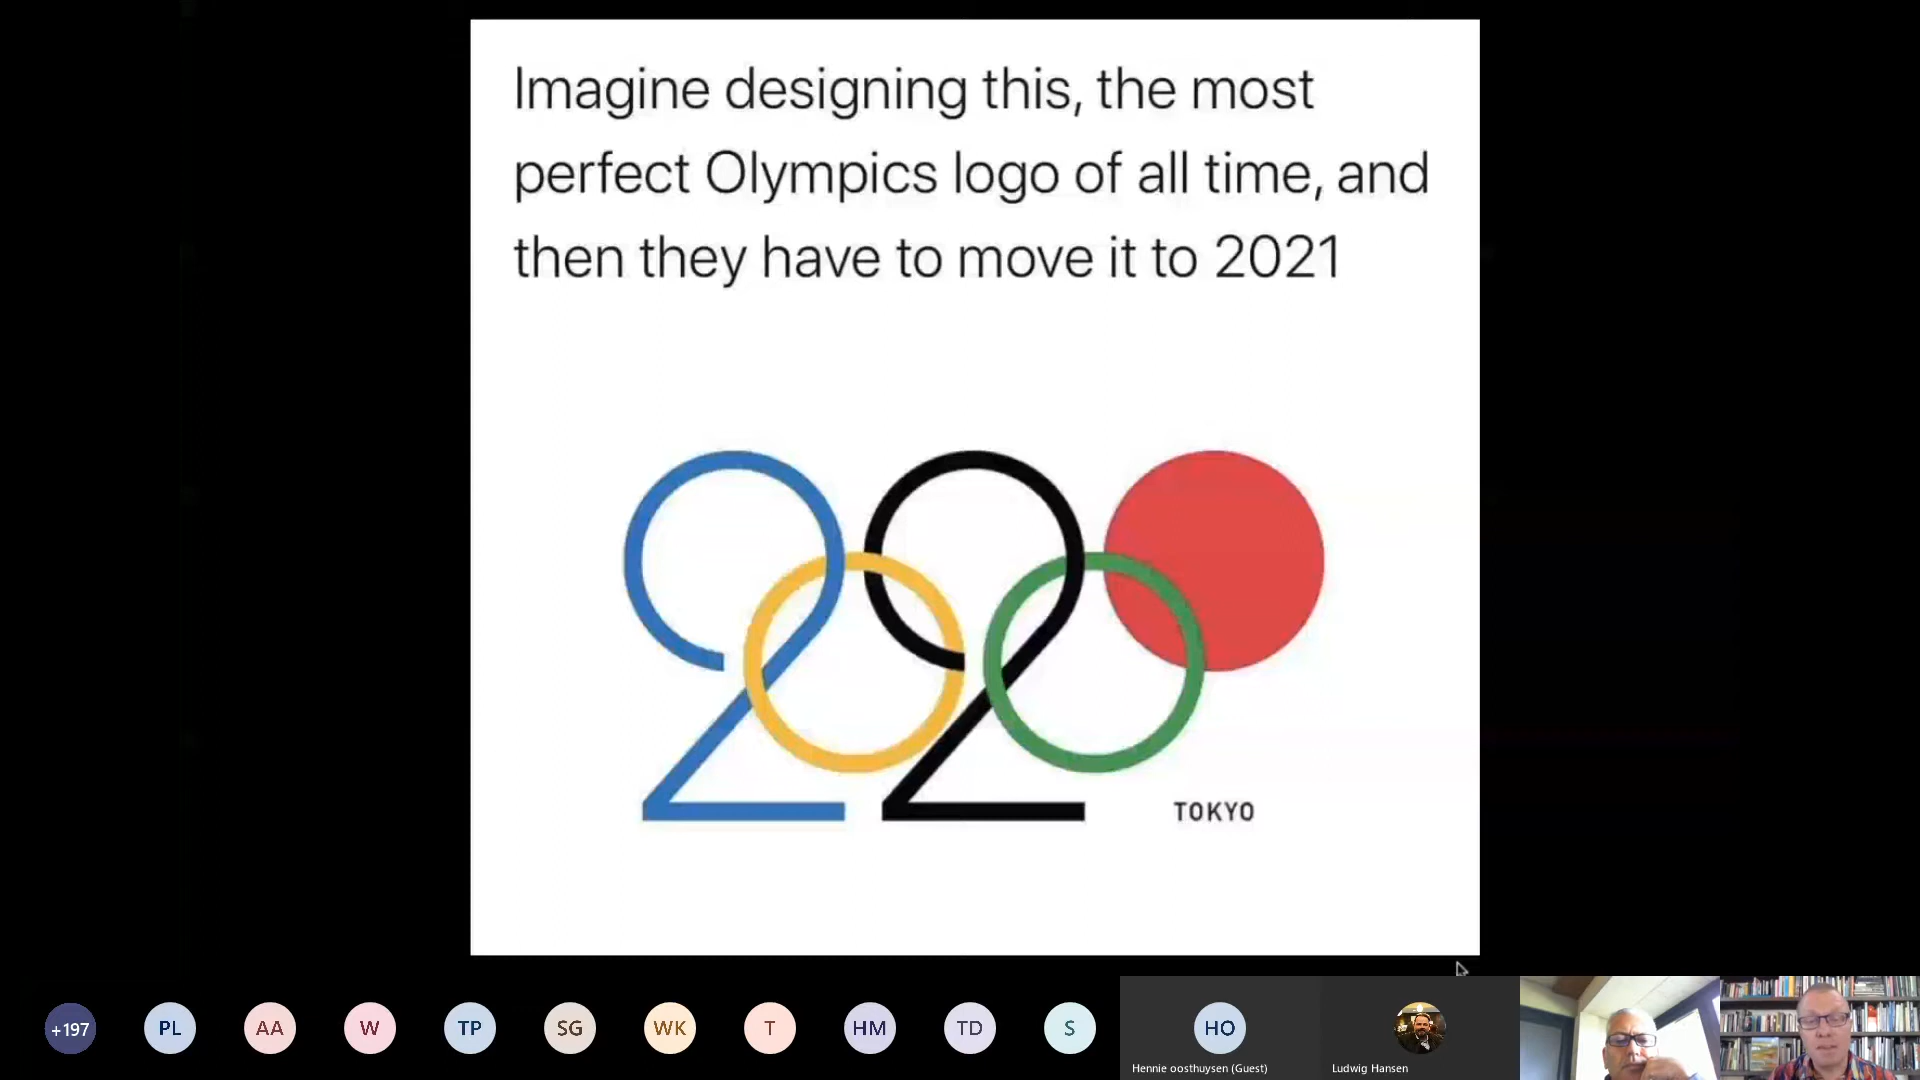 Imagine designing this, the most
perfect Olympics logo of all time, and
then they have to move it to 2021
2020
TOKYO
+197
PL
AA
W
TP
SG
WK
T
HM
TD
S
HO
Hennie oosthuysen (Guest)
Ludwig Hansen